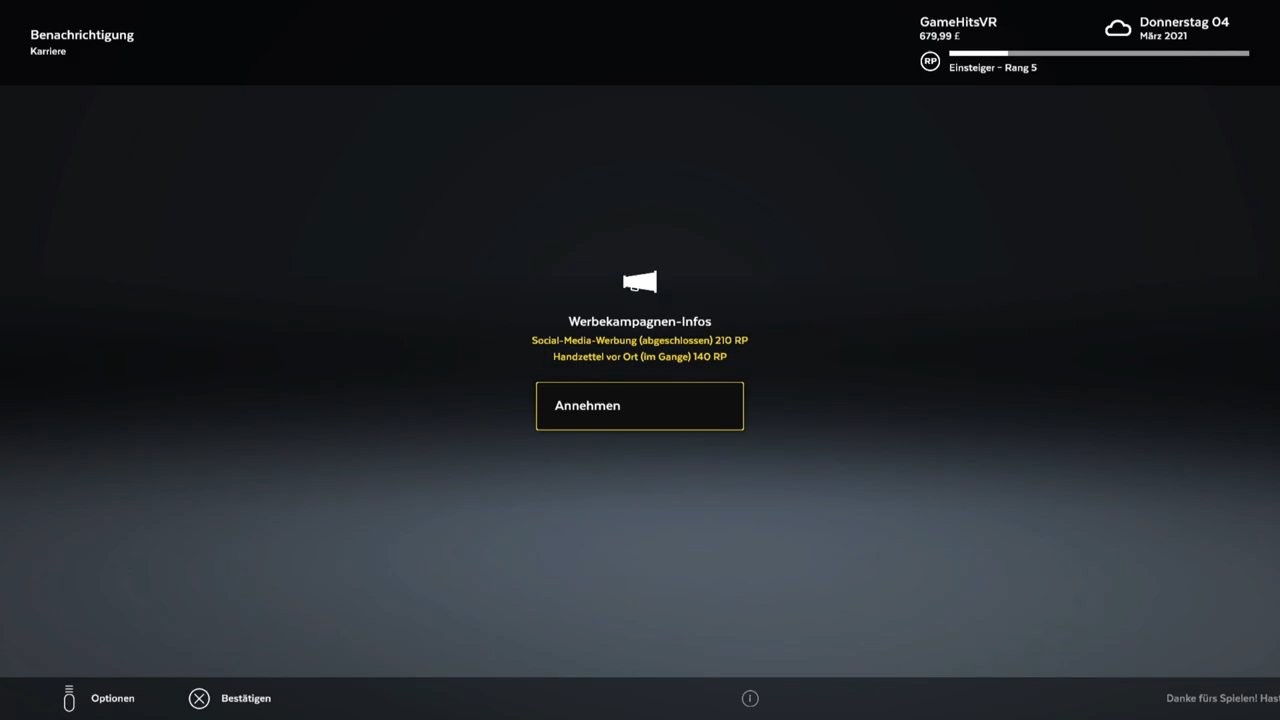 Benachrichtigung
Karriere
GameHitsVR
679,99 £
Donnerstag 04
März 2021
RP
Einsteiger – Rang 5
Werbekampagnen-Infos
Social-Media-Werbung (abgeschlossen) 210 RP
Handzettel vor Ort (im Gange) 140 RP
Annehmen
Optionen
Bestätigen
Danke fürs Spielen! Hast